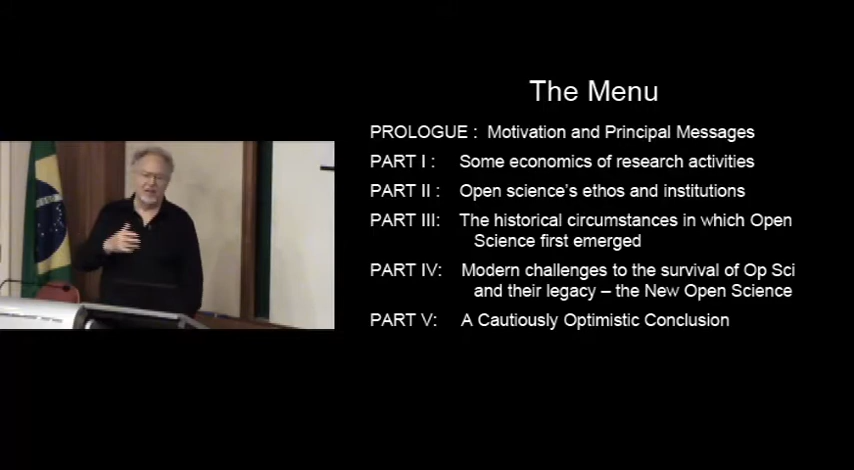 The Menu
PROLOGUE : Motivation and Principal Messages
PART I : Some economics of research activities
PART II : Open science's ethos and institutions
PART III: The historical circumstances in which Open
Science first emerged
PART IV: Modern challenges to the survival of Op Sci
and their legacy – the New Open Science
PART V: A Cautiously Optimistic Conclusion